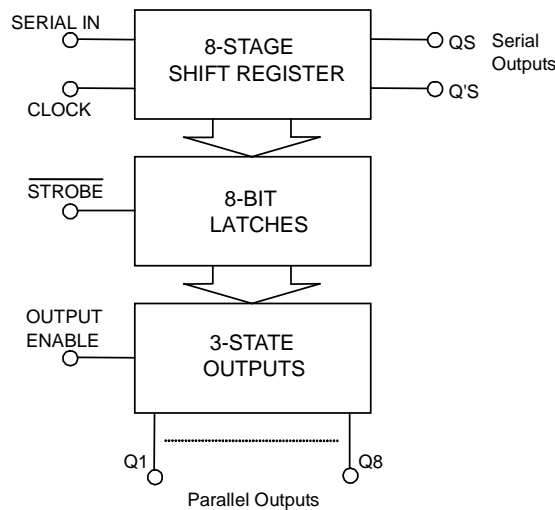 SERIAL IN
8-STAGE
SHIFT REGISTER
QS
Serial
Outputs
Q'S
CLOCK
STROBE
8-BIT
LATCHES
OUTPUT
ENABLE
3-STATE
OUTPUTS
Q1
Q8
Parallel Outputs